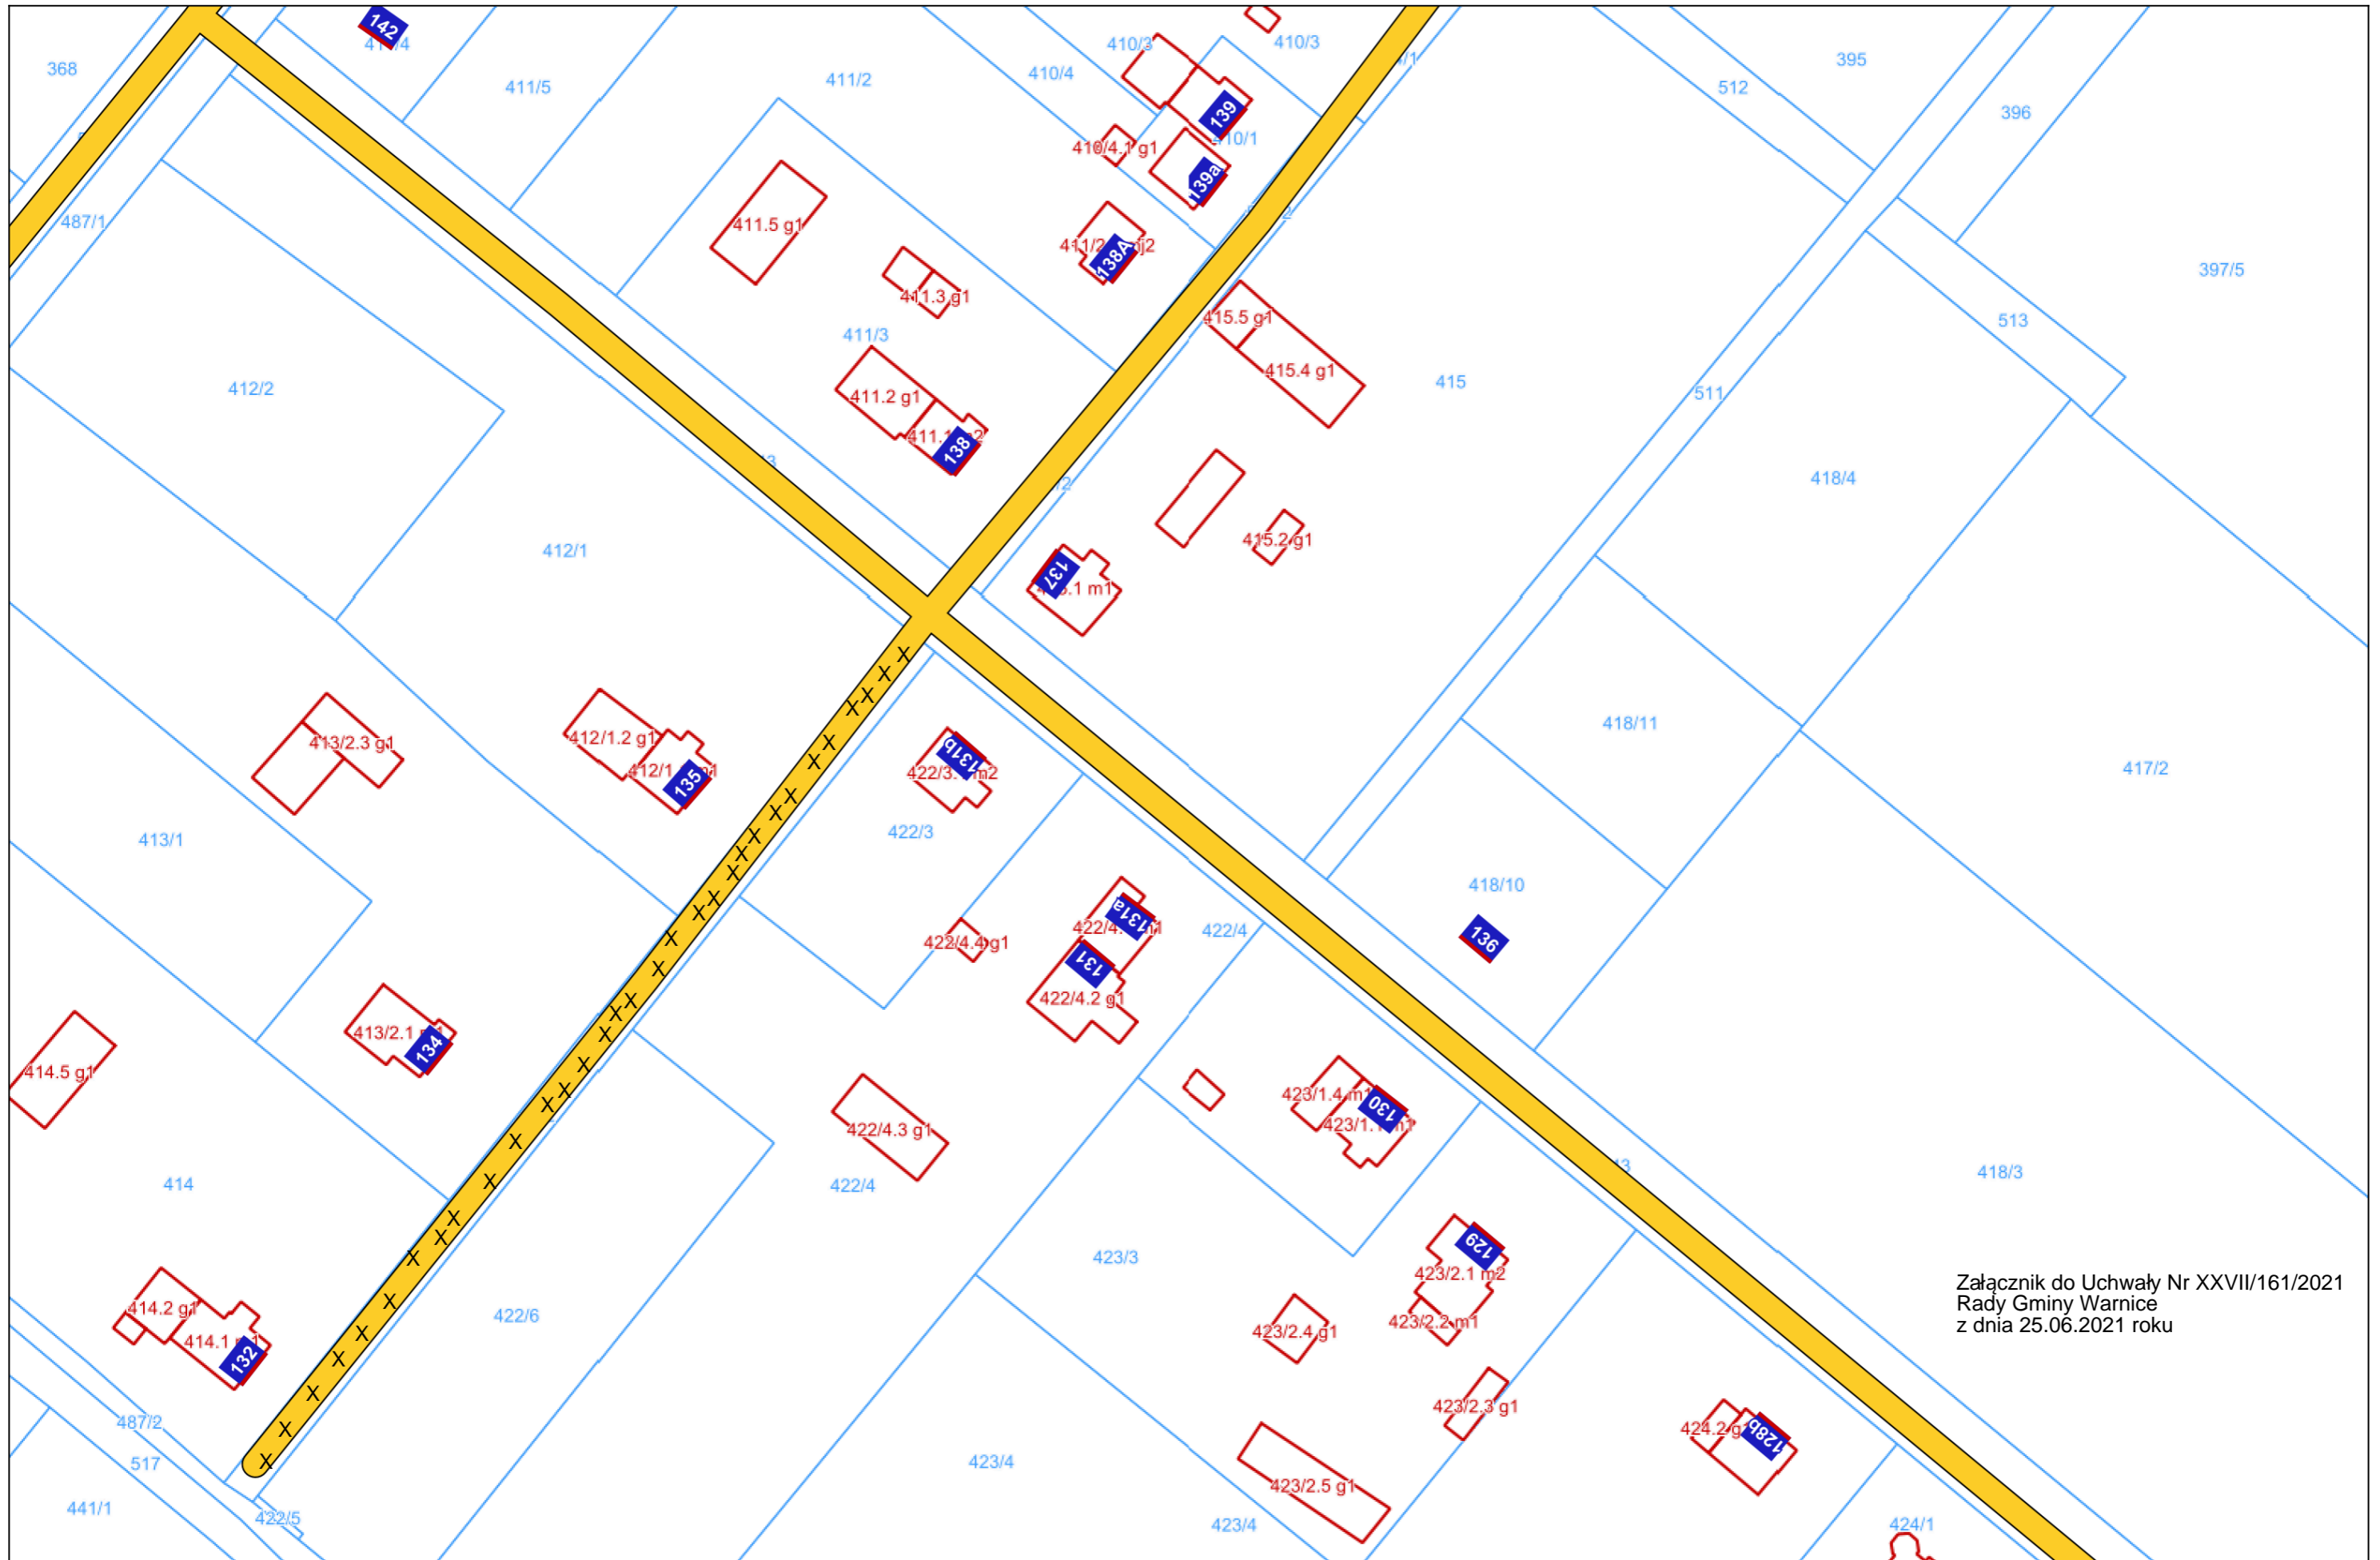 142
368
411/5
411/2
410/4
410/3
410/3
395
512
396
139
410/4.1 g1
139a
487/1
411.5 g1
138A
397/5
411.3 g1
415.5 g1
513
411/3
415.4 g1
415
412/2
511
411.2 g1
138
418/4
415.2 g1
412/1
137
418/11
412/1.2 g1
413/2.3 g1
131b
417/2
135
422/3
413/1
418/10
131a
422/4
136
422/4.4 g1
131
422/4.2 g1
413/2.1
134
414.5 g1
423/1.4 m1
130
422/4.3 g1
414
422/4
418/3
129
423/3
423/2.1 m2
Załącznik do Uchwały Nr XXVII/161/2021
Rady Gminy Warnice
z dnia 25.06.2021 roku
414.2 g1
422/6
423/2.2 m1
423/2.4 g1
414.1
132
423/2.3 g1
487/2
424.2
128b
517
423/4
423/2.5 g1
441/1
422/5
423/4
424/1
X X X X X X X X X X X X X X X X X X X X X X X X X X X X X X X X X X X